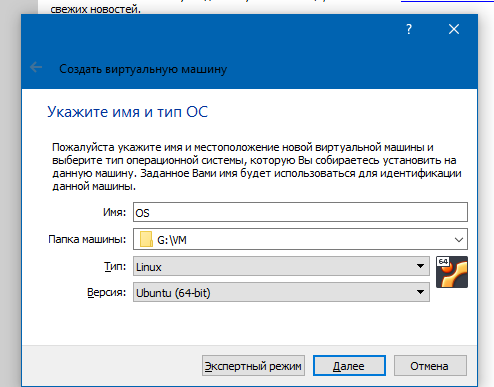 свежих новостей.
?
Создать виртуальную машину
Укажите имя и тип ОС
Пожалуйста укажите имя и местоположение новой виртуальной машины и
выберите тип операционной системы, которую Вы собираетесь установить на
данную машину. Заданное Вами имя будет использоваться для идентификации
данной машины.
Имя: OS
Папка машины: G:\VM
Тип: Linux
64
Версия: Ubuntu (64-bit)
Экспертный режим Далее Отмена